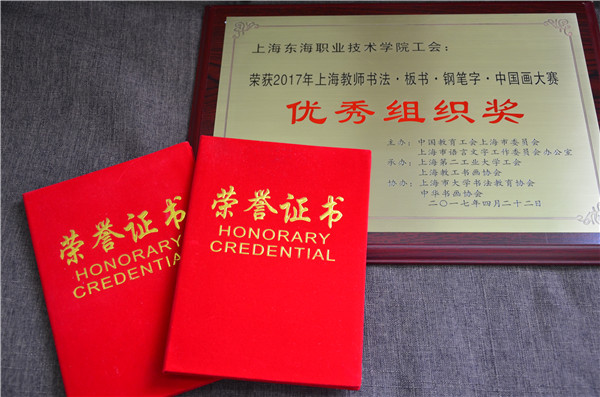 上海东海职业技术学院工会：
荣获2017年上海教师书法·板书·钢笔字·中国画大赛
优秀组织奖
主办：中国教育工会上海市委员会
上海市语言文字工作委员会办公室
承办：上海第二工业大学工会
上海教工书画协会
协办：上海市大学书法教育协会
中华书画协会
二〇一七年四月二十二日
荣誉证书
HONORARY
CREDENTIAL
荣誉证书
HONORARY
CREDENTIAL